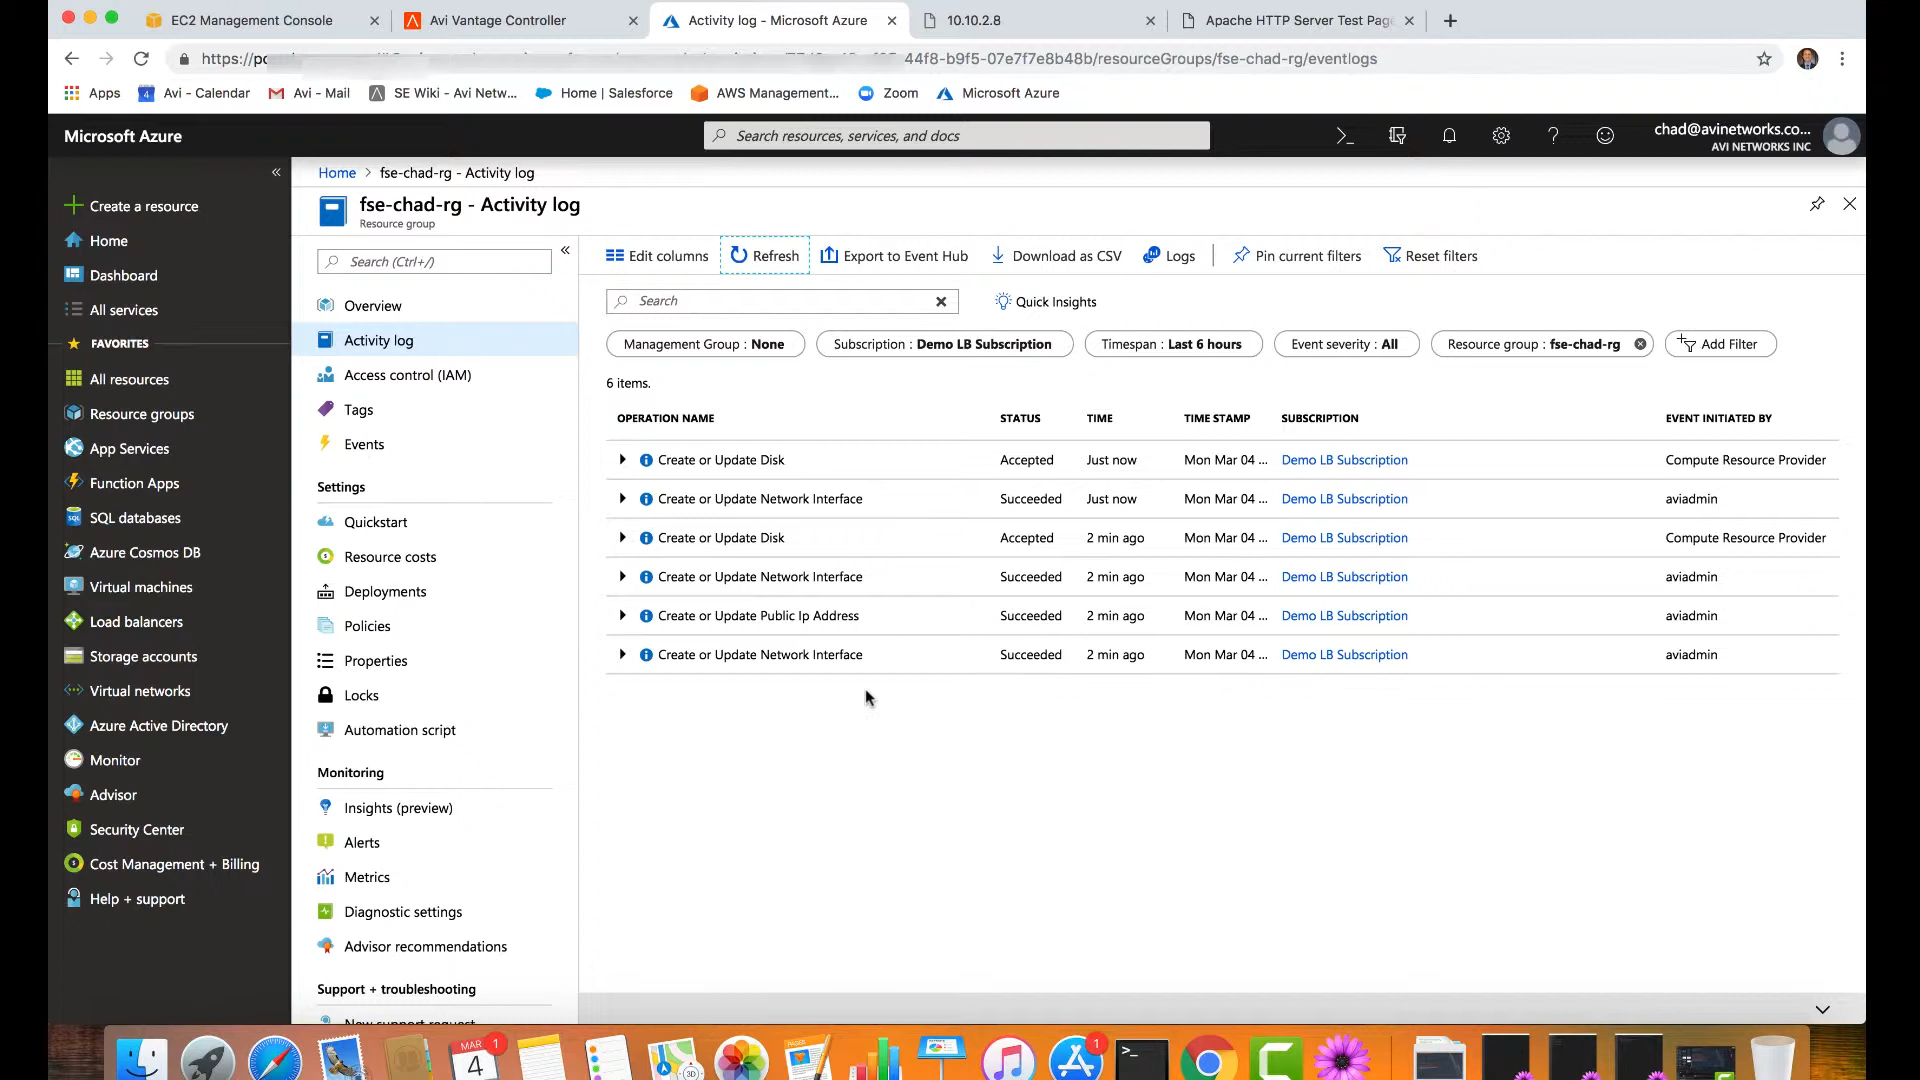 EC2 Management Console
Avi Vantage Controller
Activity log - Microsoft Azure
10.10.2.8
Apache HTTP Server Test Page
https://po
44f8-b9f5-07e7f7e8b48b/resourceGroups/fse-chad-rg/eventlogs
Apps
Avi - Calendar
Avi - Mail
SE Wiki - Avi Netw...
Home | Salesforce
AWS Management...
Zoom
Microsoft Azure
Microsoft Azure
Search resources, services, and docs
chad@avinetworks.co...
AVI NETWORKS INC
Create a resource
Home
Dashboard
All services
FAVORITES
All resources
Resource groups
App Services
Function Apps
SQL databases
Azure Cosmos DB
Virtual machines
Load balancers
Storage accounts
Virtual networks
Azure Active Directory
Monitor
Advisor
Security Center
Cost Management + Billing
Help + support
Home > fse-chad-rg - Activity log
fse-chad-rg - Activity log
Resource group
Search (Ctrl+/)
Overview
Activity log
Access control (IAM)
Tags
Events
Settings
Quickstart
Resource costs
Deployments
Policies
Properties
Locks
Automation script
Monitoring
Insights (preview)
Alerts
Metrics
Diagnostic settings
Advisor recommendations
Support + troubleshooting
New support request
Edit columns
Refresh
Export to Event Hub
Download as CSV
Logs
Pin current filters
Reset filters
Search
Quick Insights
Management Group : None
Subscription : Demo LB Subscription
Timespan : Last 6 hours
Event severity : All
Resource group : fse-chad-rg
Add Filter
6 items.
OPERATION NAME STATUS TIME TIME STAMP SUBSCRIPTION EVENT INITIATED BY
Create or Update Disk Accepted Just now Mon Mar 04 ... Demo LB Subscription Compute Resource Provider
Create or Update Network Interface Succeeded Just now Mon Mar 04 ... Demo LB Subscription aviadmin
Create or Update Disk Accepted 2 min ago Mon Mar 04 ... Demo LB Subscription Compute Resource Provider
Create or Update Network Interface Succeeded 2 min ago Mon Mar 04 ... Demo LB Subscription aviadmin
Create or Update Public Ip Address Succeeded 2 min ago Mon Mar 04 ... Demo LB Subscription aviadmin
Create or Update Network Interface Succeeded 2 min ago Mon Mar 04 ... Demo LB Subscription aviadmin
MAR
4
1
PAGES
3D
1